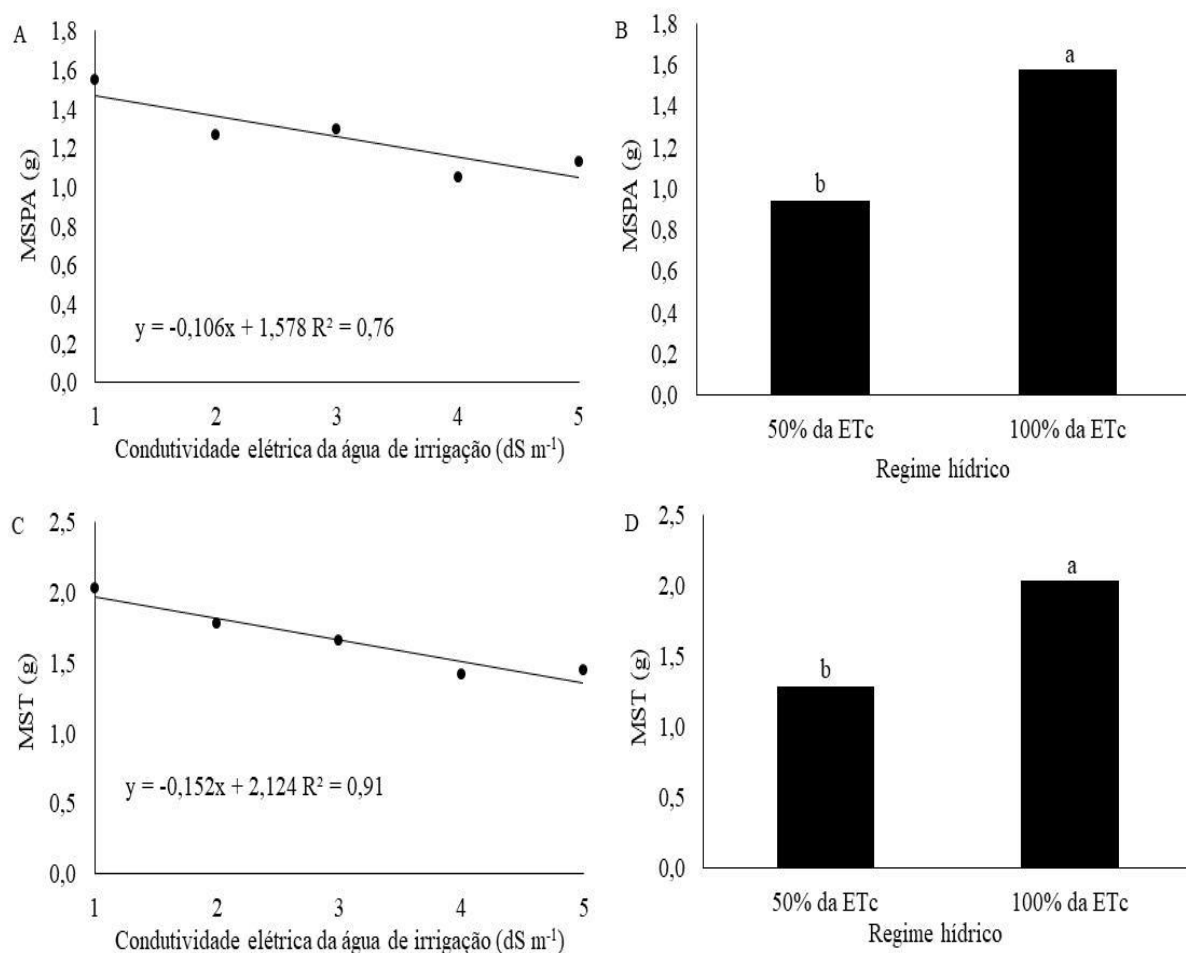 A
MSPA (g)
1,8
1,6
1,4
1,2
1,0
0,8
0,6
0,4
0,2
0,0
y = -0,106x + 1,578 R² = 0,76
1 2 3 4 5
Condutividade elétrica da água de irrigação (dS m⁻¹)
B
MSPA (g)
1,8
1,6
1,4
1,2
1,0
0,8
0,6
0,4
0,2
0,0
b
a
50% da ETc 100% da ETc
Regime hídrico
C
MST (g)
2,5
2,0
1,5
1,0
0,5
0,0
y = -0,152x + 2,124 R² = 0,91
1 2 3 4 5
Condutividade elétrica da água de irrigação (dS m⁻¹)
D
MST (g)
2,5
2,0
1,5
1,0
0,5
0,0
b
a
50% da ETc 100% da ETc
Regime hídrico